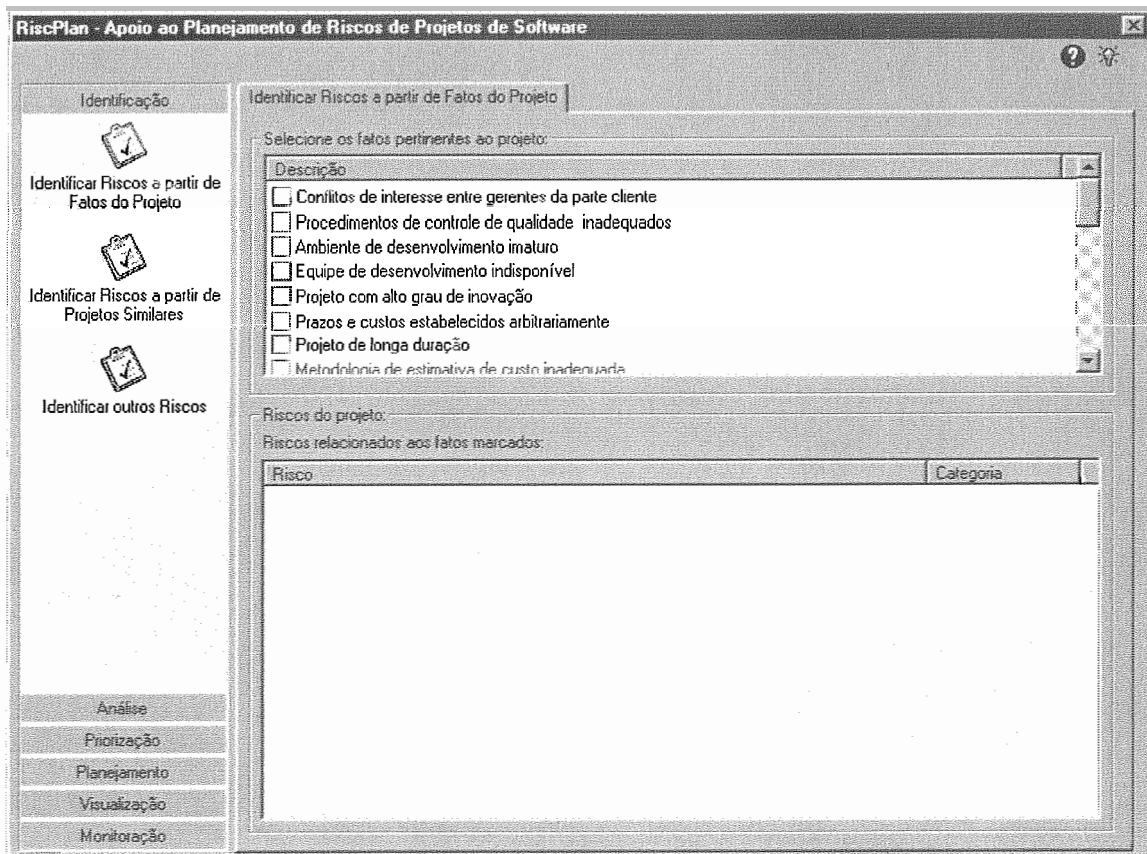 RiscPlan - Apoio ao Planejamento de Riscos de Projetos de Software
Identificação
Identificar Riscos a partir de
Fatos do Projeto
Identificar Riscos a partir de
Projetos Similares
Identificar outros Riscos
Análise
Priorização
Planejamento
Visualização
Monitoração
Identificar Riscos a partir de Fatos do Projeto
Selecione os fatos pertinentes ao projeto:
Descrição
Conflitos de interesse entre gerentes da parte cliente
Procedimentos de controle de qualidade inadequados
Ambiente de desenvolvimento imaturo
Equipe de desenvolvimento indisponível
Projeto com alto grau de inovação
Prazos e custos estabelecidos arbitrariamente
Projeto de longa duração
Metodologia de estimativa de custo inadequada
Riscos do projeto:
Riscos relacionados aos fatos marcados:
Risco
Categoria